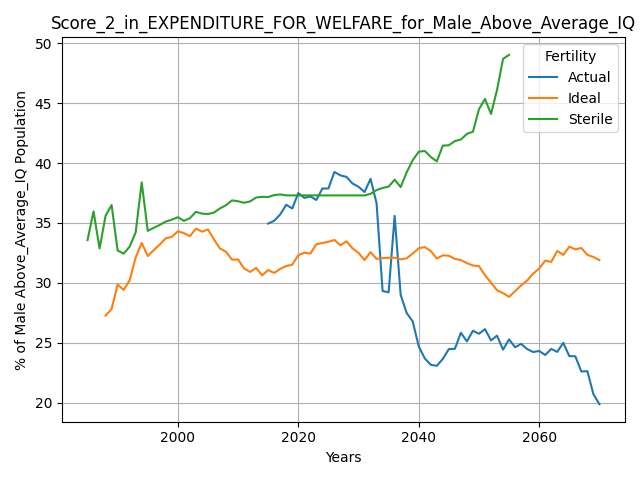 Score_2_in_EXPENDITURE_FOR_WELFARE_for_Male_Above_Average_IQ
% of Male Above_Average_IQ Population
50
45
40
35
30
25
20
Fertility
Actual
Ideal
Sterile
2000
2020
2040
2060
Years